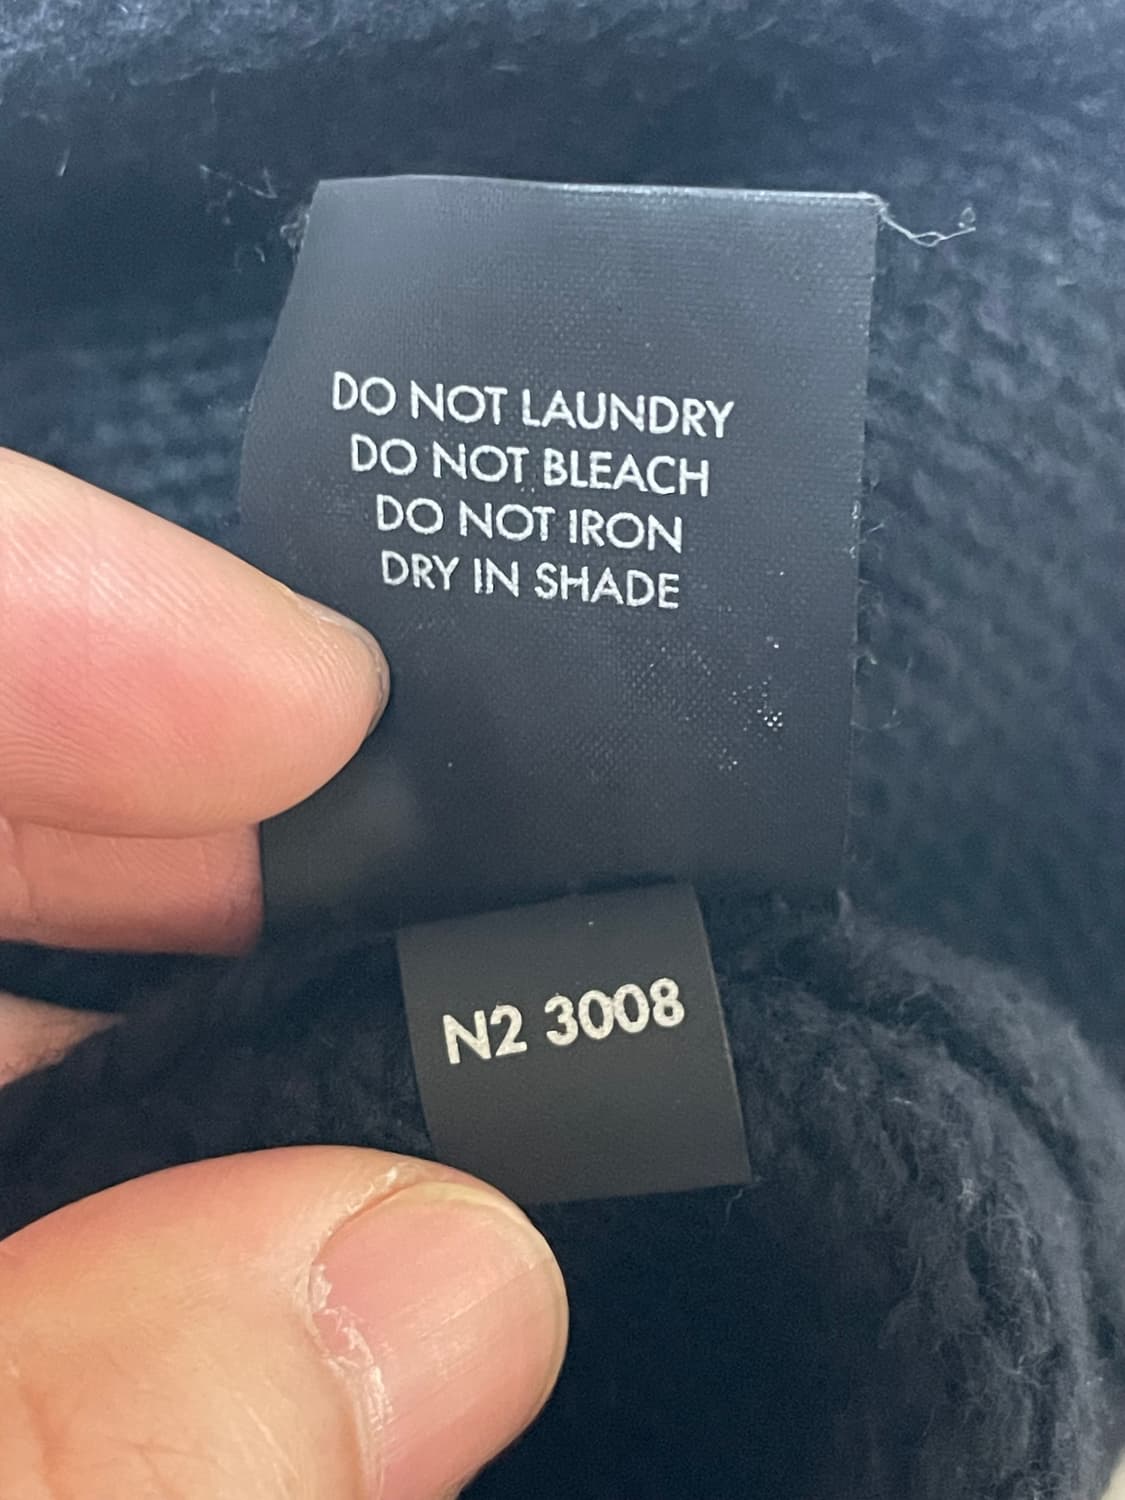 DO NOT LAUNDRY
DO NOT BLEACH
DO NOT IRON
DRY IN SHADE
N2 3008